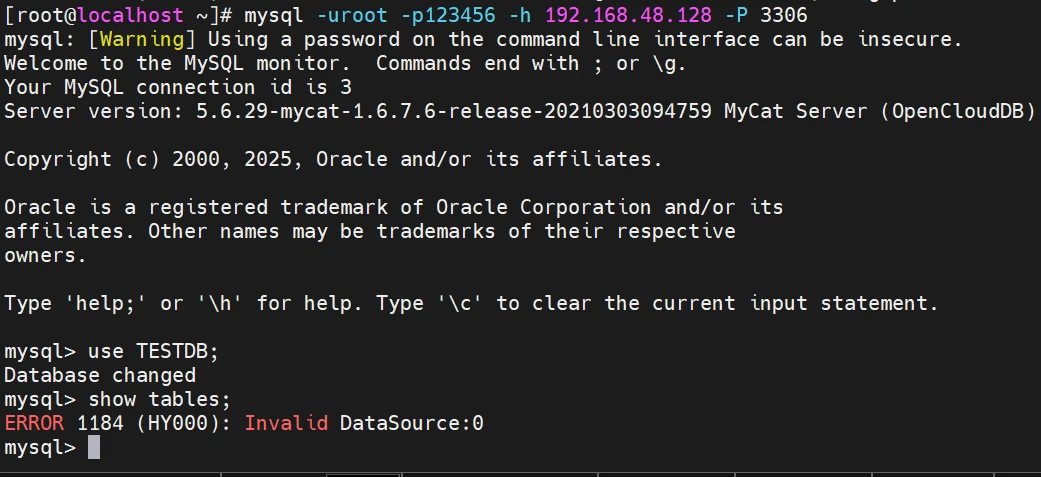 [root@localhost ~]# mysql -uroot -p123456 -h 192.168.48.128 -P 3306
mysql: [Warning] Using a password on the command line interface can be insecure.
Welcome to the MySQL monitor.  Commands end with ; or \g.
Your MySQL connection id is 3
Server version: 5.6.29-mycat-1.6.7.6-release-20210303094759 MyCat Server (OpenCloudDB)
Copyright (c) 2000, 2025, Oracle and/or its affiliates.
Oracle is a registered trademark of Oracle Corporation and/or its
affiliates. Other names may be trademarks of their respective
owners.
Type 'help;' or '\h' for help. Type '\c' to clear the current input statement.
mysql> use TESTDB;
Database changed
mysql> show tables;
ERROR 1184 (HY000): Invalid DataSource:0
mysql>